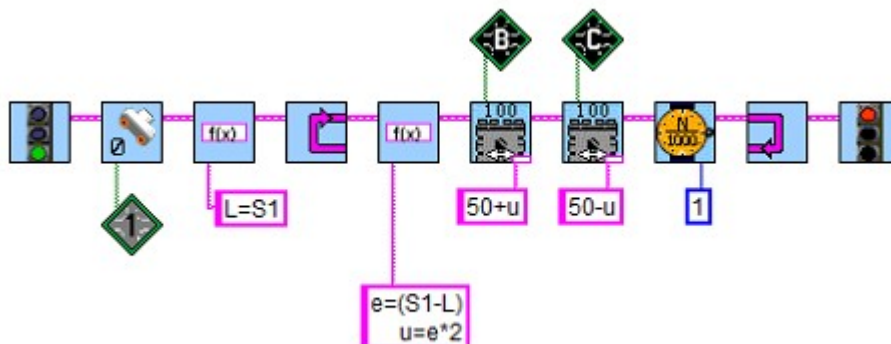 B
C
100
100
0
f(x)
f(x)
N
1000
1
L=S1
50+u
50-u
1
e=(S1-L)
u=e*2